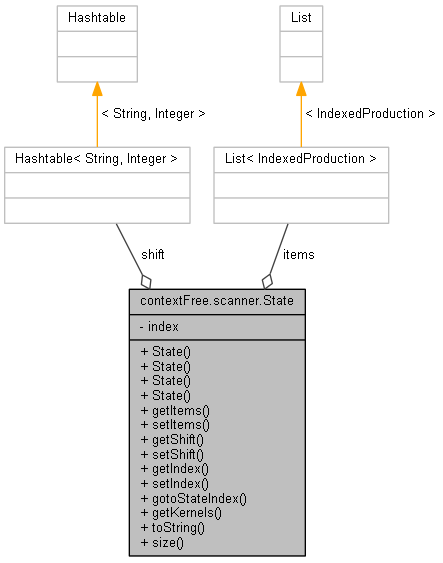 Hashtable
List
< String, Integer >
< IndexedProduction >
Hashtable< String, Integer >
List< IndexedProduction >
shift
items
contextFree.scanner.State
- index
+ State()
+ State()
+ State()
+ State()
+ getItems()
+ setItems()
+ getShift()
+ setShift()
+ getIndex()
+ setIndex()
+ gotoStateIndex()
+ getKernels()
+ toString()
+ size()